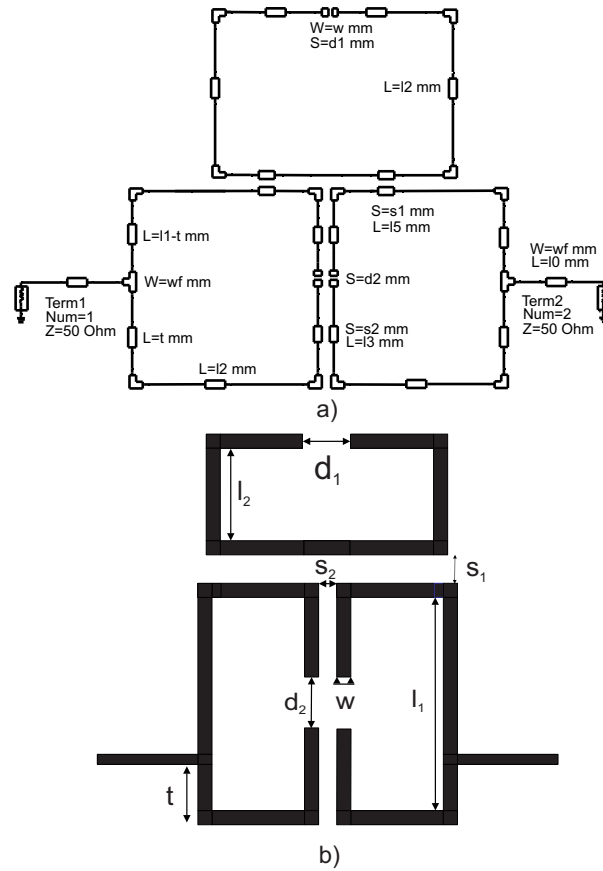 W=w mm
S=d1 mm
L=l2 mm
S=s1 mm
L=l5 mm
L=l1-t mm
W=wf mm
L=l0 mm
W=wf mm
S=d2 mm
Term1
Num=1
Z=50 Ohm
Term2
Num=2
Z=50 Ohm
L=t mm
S=s2 mm
L=l3 mm
L=l2 mm
a)
d₁
l₂
s₂
s₁
d₂
w
l₁
t
b)